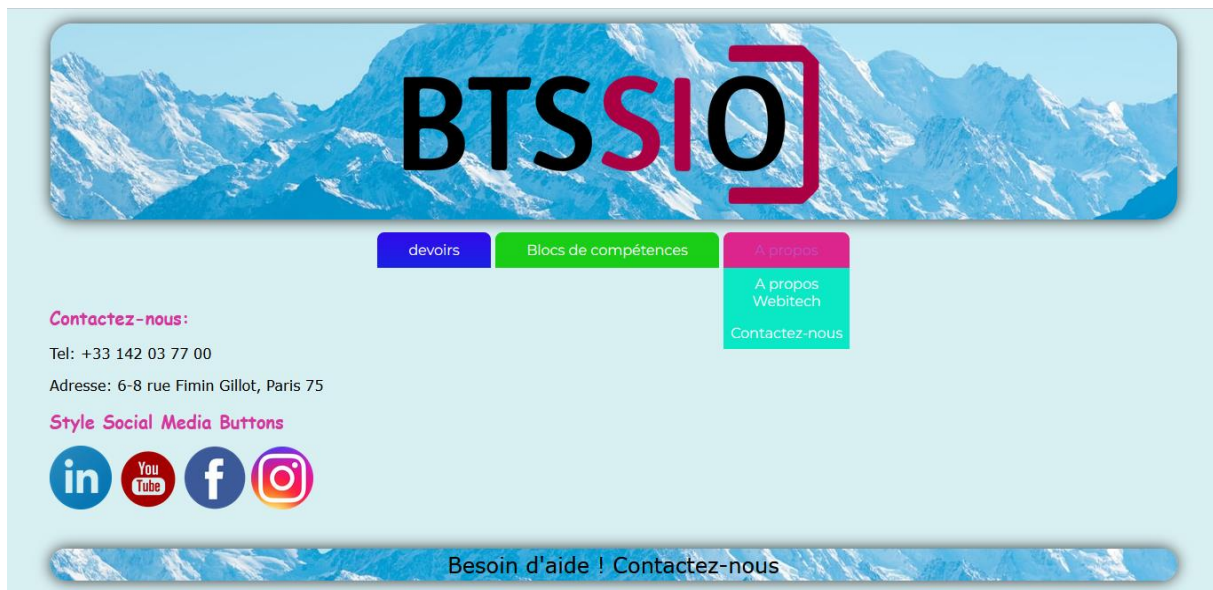 BTSSIO
devoirs
Blocs de compétences
A propos
A propos
Webitech
Contactez-nous
Contactez-nous:
Tel: +33 142 03 77 00
Adresse: 6-8 rue Fimin Gillot, Paris 75
Style Social Media Buttons
in
You
Tube
f
Besoin d'aide ! Contactez-nous